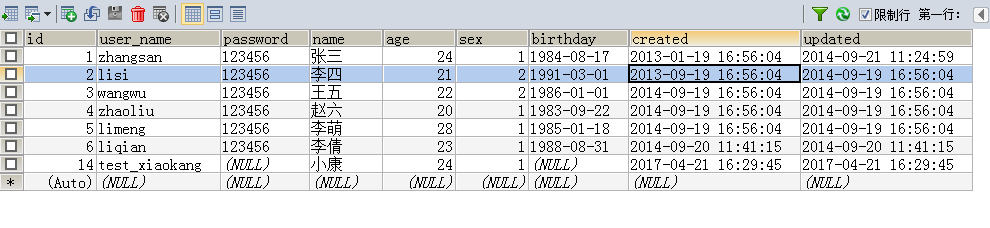 限制行 第一行：
id user_name password name age sex birthday created updated
1 zhangsan 123456 张三 24 1 1984-08-17 2013-01-19 16:56:04 2014-09-21 11:24:59
2 lisi 123456 李四 21 2 1991-03-01 2013-09-19 16:56:04 2014-09-19 16:56:04
3 wangwu 123456 王五 22 2 1986-01-01 2014-09-19 16:56:04 2014-09-19 16:56:04
4 zhaoliu 123456 赵六 20 1 1983-09-22 2014-09-19 16:56:04 2014-09-19 16:56:04
5 limeng 123456 李萌 28 1 1985-01-18 2014-09-19 16:56:04 2014-09-19 16:56:04
6 liqian 123456 李倩 23 1 1988-08-31 2014-09-20 11:41:15 2014-09-20 11:41:15
14 test_xiaokang (NULL) 小康 24 1 (NULL) 2017-04-21 16:29:45 2017-04-21 16:29:45
* (Auto) (NULL) (NULL) (NULL) (NULL) (NULL) (NULL) (NULL) (NULL)